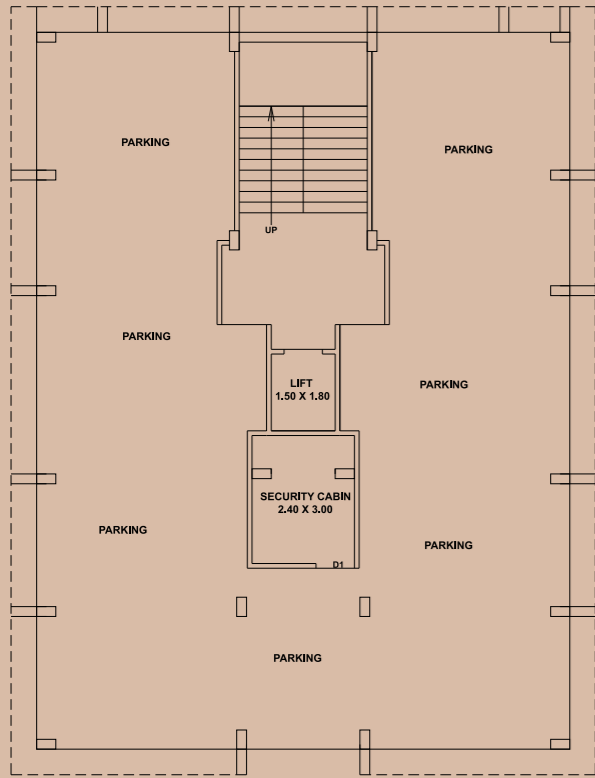 PARKING
PARKING
UP
PARKING
LIFT
1.50 X 1.80
PARKING
SECURITY CABIN
2.40 X 3.00
PARKING
PARKING
D1
PARKING